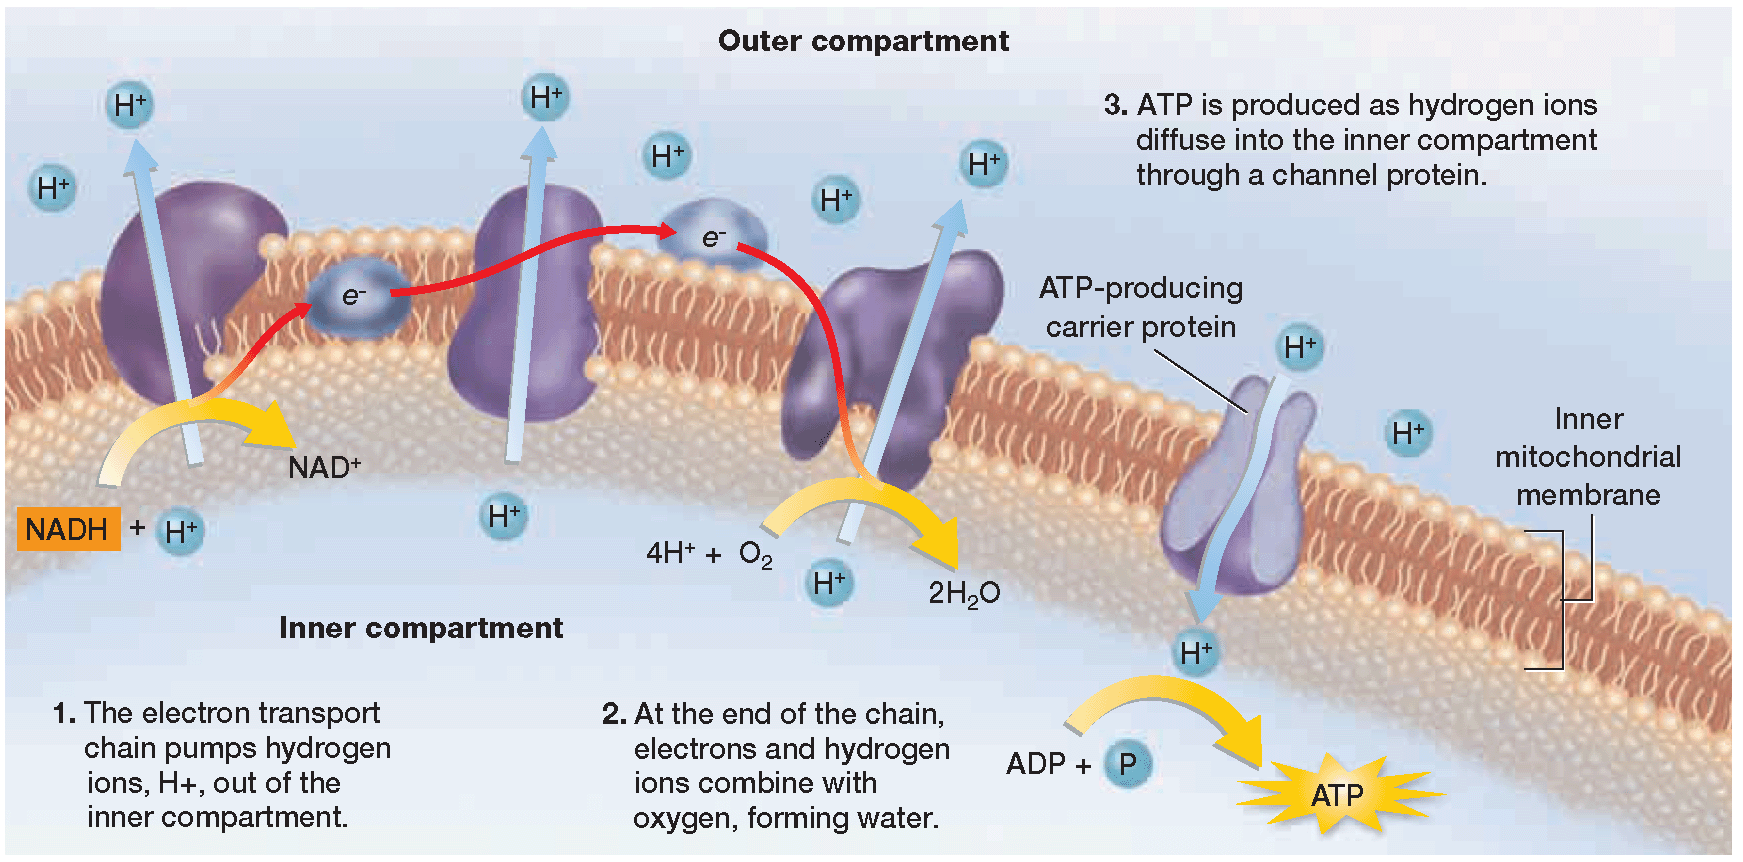 Outer compartment
H⁺
H⁺
H⁺
H⁺
H⁺
H⁺
3. ATP is produced as hydrogen ions
diffuse into the inner compartment
through a channel protein.
e⁻
e⁻
ATP-producing
carrier protein
H⁺
H⁺
Inner
mitochondrial
membrane
NAD⁺
NADH + H⁺
H⁺
4H⁺ + O₂
H⁺
2H₂O
Inner compartment
H⁺
1. The electron transport
chain pumps hydrogen
ions, H+, out of the
inner compartment.
2. At the end of the chain,
electrons and hydrogen
ions combine with
oxygen, forming water.
ADP + P
ATP